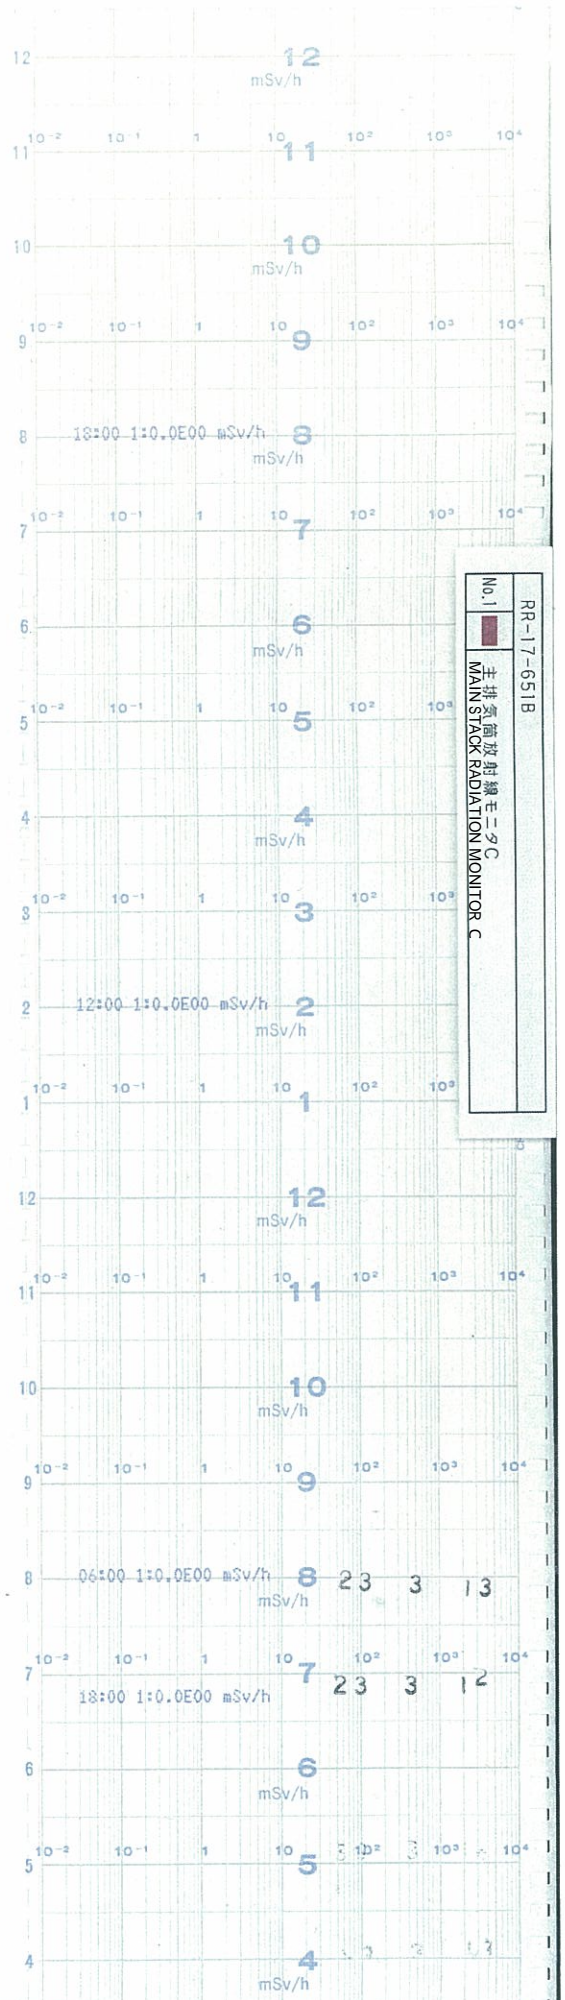 12 12
mSv/h
10⁻² 10⁻¹ 1 10 10² 10³ 10⁴
11 11
10 10
mSv/h
10⁻² 10⁻¹ 1 10 10² 10³ 10⁴
9 9
8 18:00 1:0.0E00 mSv/h 8
mSv/h
10⁻² 10⁻¹ 1 10 10² 10³ 10⁴
7 7
6 6
mSv/h
10⁻² 10⁻¹ 1 10 10² 10³
5 5
4 4
mSv/h
10⁻² 10⁻¹ 1 10 10² 10³
3 3
2 12:00 1:0.0E00 mSv/h 2
mSv/h
10⁻² 10⁻¹ 1 10 10² 10³
1 1
RR-17-651B
No.1 主排気筒放射線モニタC
MAIN STACK RADIATION MONITOR C
12 12
mSv/h
10⁻² 10⁻¹ 1 10 10² 10³ 10⁴
11 11
10 10
mSv/h
10⁻² 10⁻¹ 1 10 10² 10³ 10⁴
9 9
8 06:00 1:0.0E00 mSv/h 8 23 3 13
mSv/h
10⁻² 10⁻¹ 1 10 10² 10³ 10⁴
7 7 23 3 12
18:00 1:0.0E00 mSv/h
6 6
mSv/h
10⁻² 10⁻¹ 1 10 10² 10³ 10⁴
5 5
4 4
mSv/h